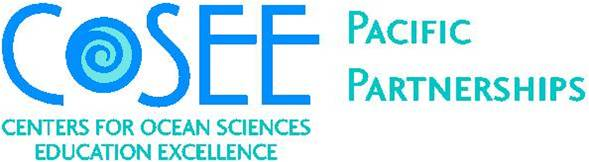 COSEE
CENTERS FOR OCEAN SCIENCES
EDUCATION EXCELLENCE
PACIFIC
PARTNERSHIPS